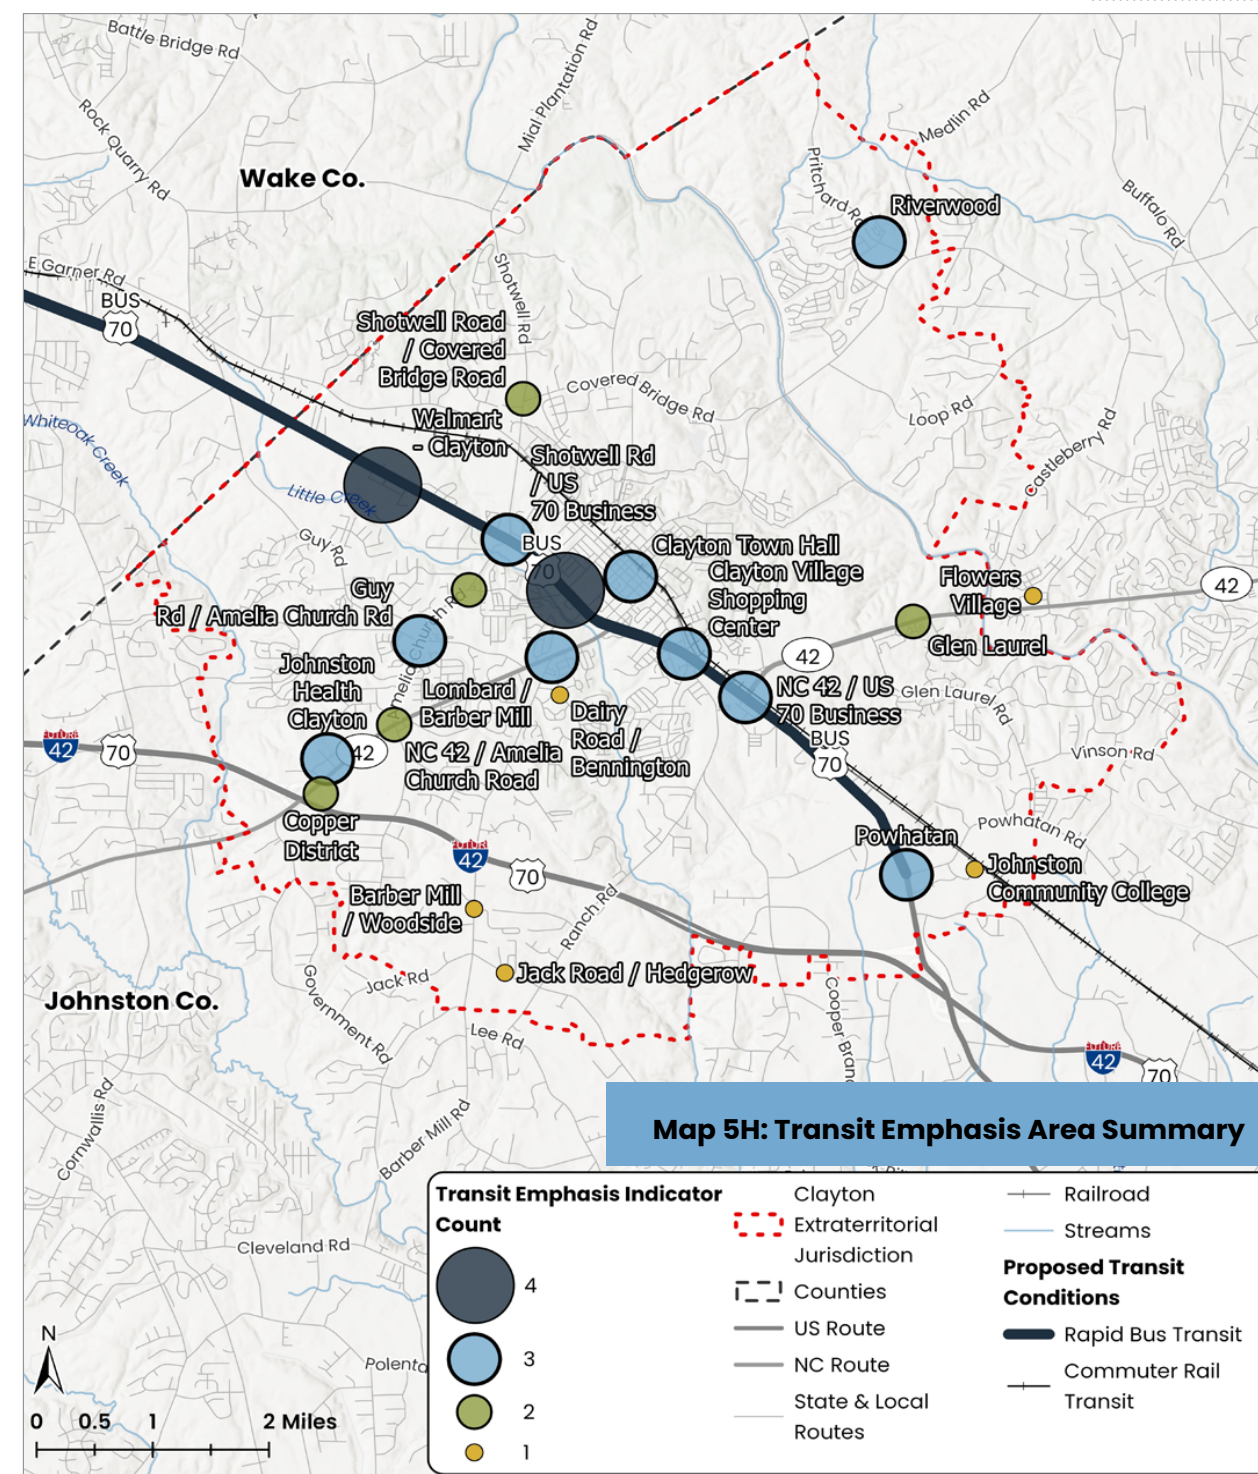 Battle Bridge Rd
Mial Plantation Rd
Rock Quarry Rd
Wake Co.
Medlin Rd
Pritchard Rd
Buffalo Rd
Riverwood
E Garner Rd
BUS
70
Shotwell Rd
Shotwell Road
/ Covered
Bridge Road
Covered Bridge Rd
Loop Rd
Castleberry Rd
Whiteoak Creek
Walmart
- Clayton
Little Creek
Shotwell Rd
/ US
70 Business
Guy Rd
BUS
70
Clayton Town Hall
Clayton Village
Shopping
Center
Flowers
Village
42
Guy
Rd / Amelia Church Rd
Amelia Church Rd
Glen Laurel
42
Johnston
Health
Clayton
Lombard /
Barber Mill
NC 42 / US
70 Business
Glen Laurel Rd
Dairy
Road /
Bennington
NC 42 / Amelia
Church Road
42
BUS
70
Vinson Rd
FUTURE
42
70
Copper
District
Powhatan Rd
Powhatan
FUTURE
42
70
Johnston
Community College
Barber Mill
/ Woodside
Ranch Rd
Jack Road / Hedgerow
Jack Rd
Government Rd
Johnston Co.
Lee Rd
Cooper Branc
FUTURE
42
70
Cornwallis Rd
Barber Mill Rd
Map 5H: Transit Emphasis Area Summary
Cleveland Rd
Polenta
N
0 0.5 1 2 Miles
Transit Emphasis Indicator
Count
4
3
2
1
Clayton
Extraterritorial
Jurisdiction
Counties
US Route
NC Route
State & Local
Routes
Railroad
Streams
Proposed Transit
Conditions
Rapid Bus Transit
Commuter Rail
Transit